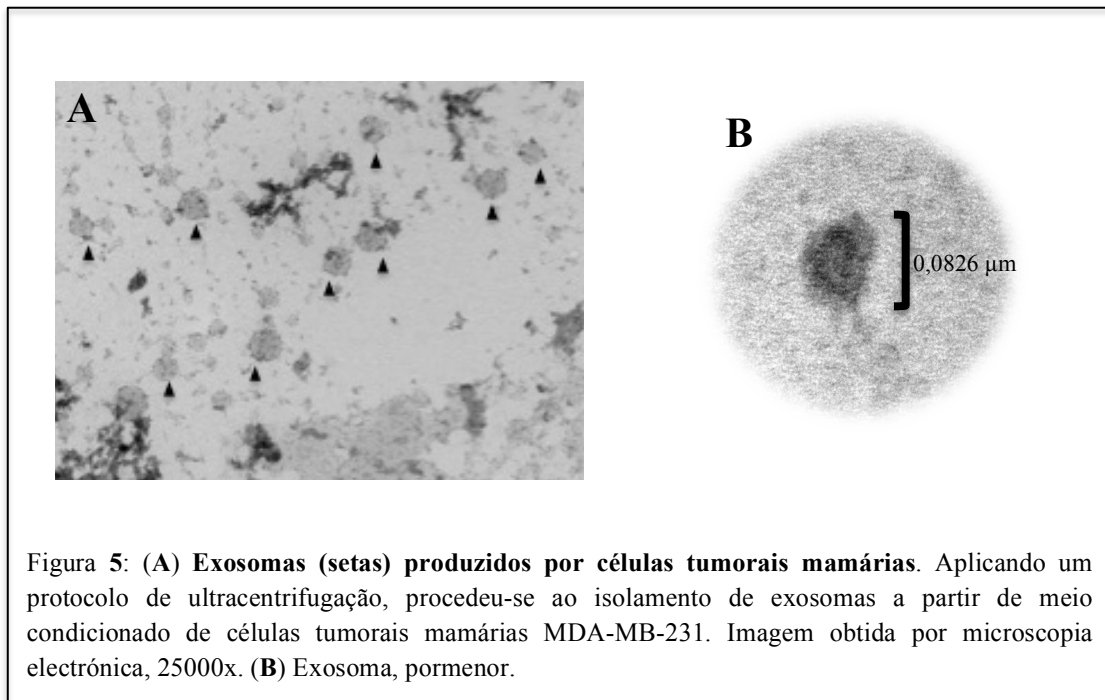 A
B
0,0826 µm
Figura 5: (A) Exosomas (setas) produzidos por células tumorais mamárias. Aplicando um
protocolo de ultracentrifugação, procedeu-se ao isolamento de exosomas a partir de meio
condicionado de células tumorais mamárias MDA-MB-231. Imagem obtida por microscopia
electrónica, 25000x. (B) Exosoma, pormenor.